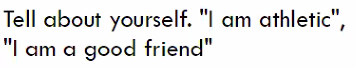 Tell about yourself. "I am athletic",
"I am a good friend"